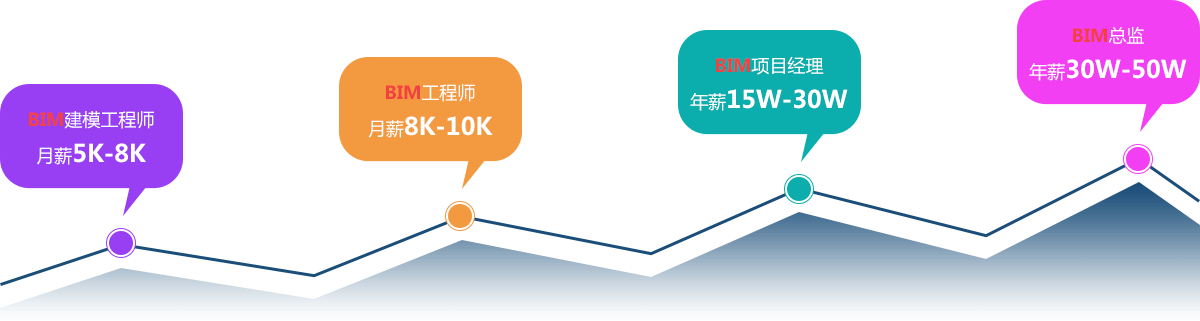 BIM建模工程师
月薪5K-8K
BIM工程师
月薪8K-10K
BIM项目经理
年薪15W-30W
BIM总监
年薪30W-50W